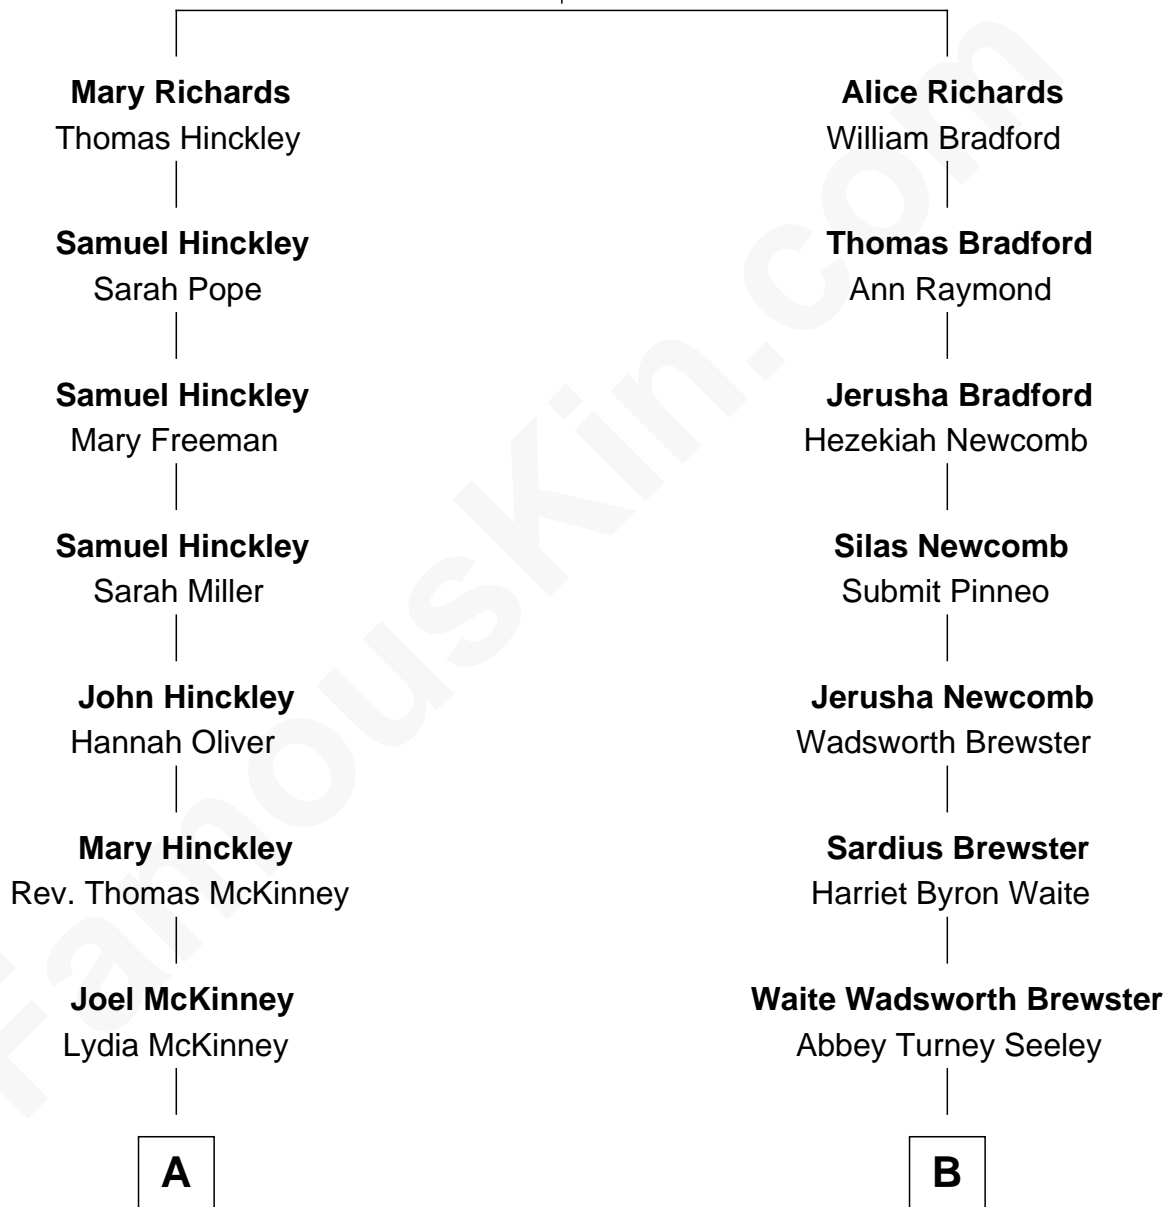 Mary Richards
Thomas Hinckley
Alice Richards
William Bradford
Samuel Hinckley
Sarah Pope
Thomas Bradford
Ann Raymond
Samuel Hinckley
Mary Freeman
Jerusha Bradford
Hezekiah Newcomb
Samuel Hinckley
Sarah Miller
Silas Newcomb
Submit Pinneo
John Hinckley
Hannah Oliver
Jerusha Newcomb
Wadsworth Brewster
Mary Hinckley
Rev. Thomas McKinney
Sardius Brewster
Harriet Byron Waite
Joel McKinney
Lydia McKinney
Waite Wadsworth Brewster
Abbey Turney Seeley
A
B
FamousKin.com